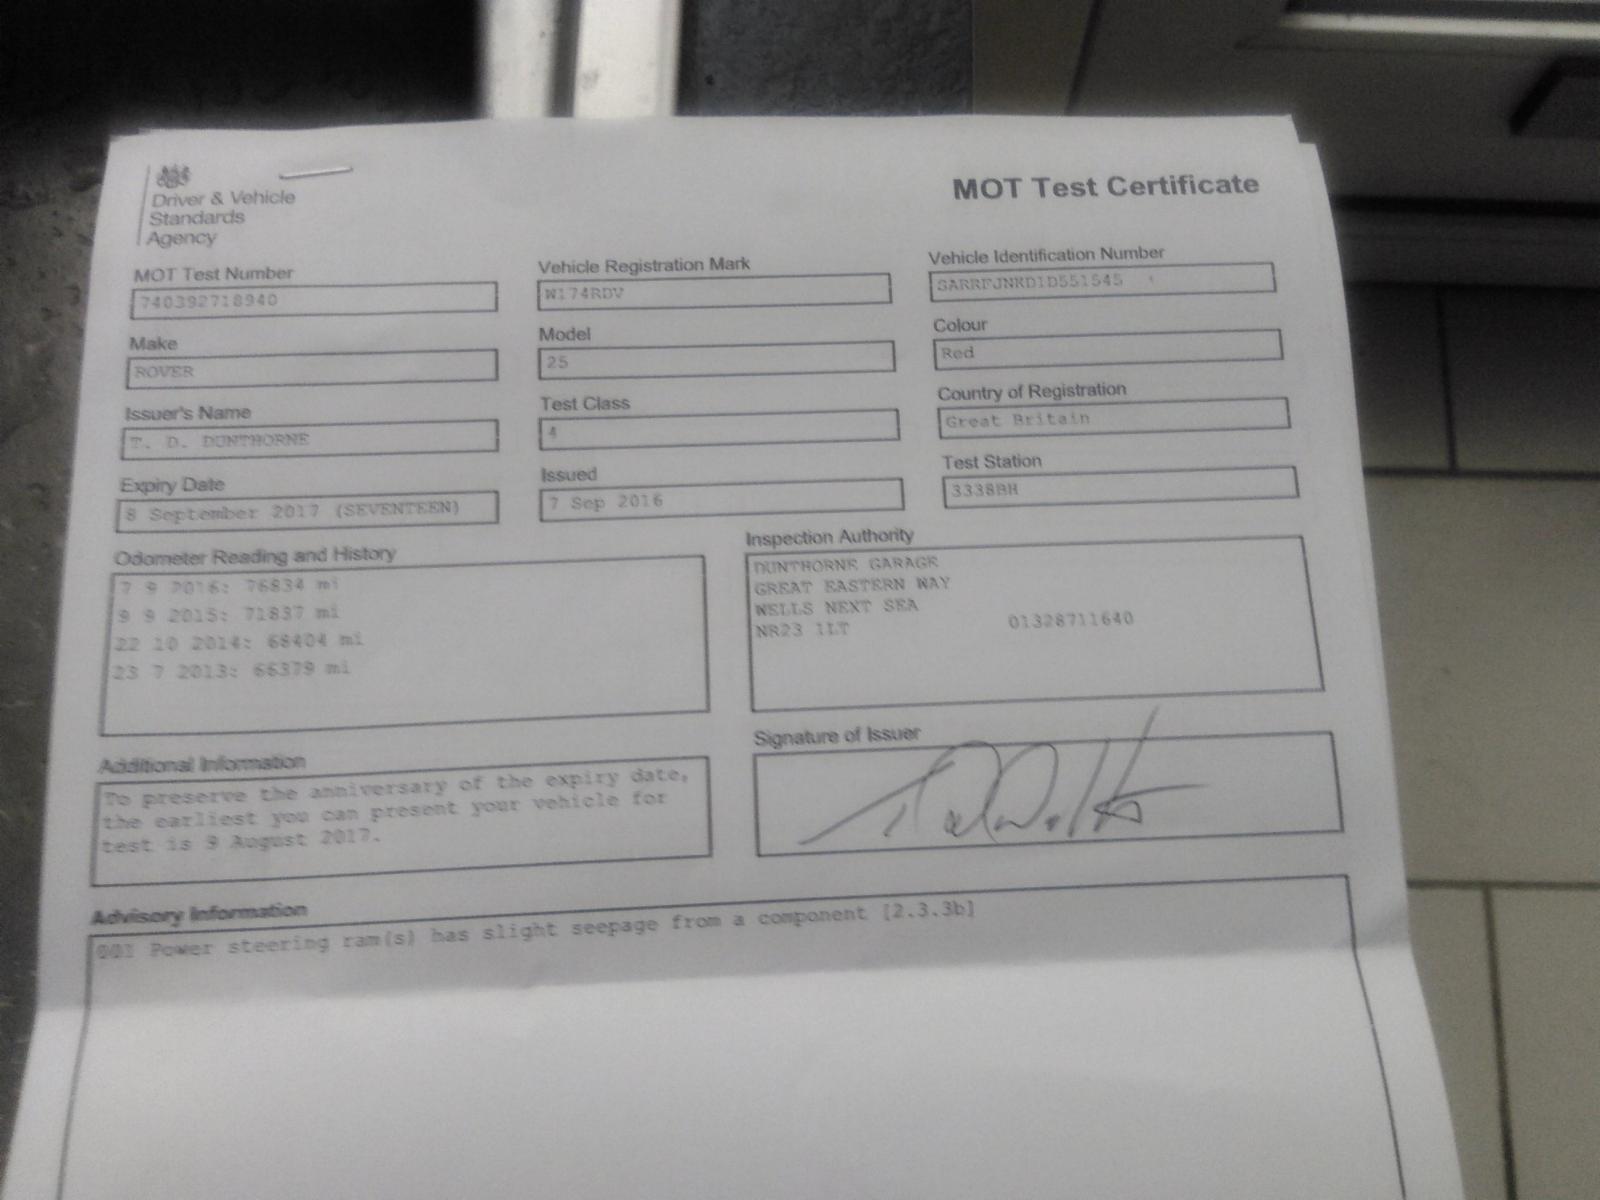 Driver & Vehicle
Standards
Agency
MOT Test Certificate
MOT Test Number
740392718940
Vehicle Registration Mark
W174RDV
Vehicle Identification Number
SARRFJNKD1D551545
Make
ROVER
Model
25
Colour
Red
Issuer's Name
T. D. DUNTHORNE
Test Class
4
Country of Registration
Great Britain
Expiry Date
8 September 2017 (SEVENTEEN)
Issued
7 Sep 2016
Test Station
3338BH
Odometer Reading and History
7 9 2016: 76834 mi
9 9 2015: 71837 mi
22 10 2014: 68404 mi
23 7 2013: 66379 mi
Inspection Authority
DUNTHORNE GARAGE
GREAT EASTERN WAY
WELLS NEXT SEA
NR23 1LT 01328711640
Additional Information
To preserve the anniversary of the expiry date,
the earliest you can present your vehicle for
test is 9 August 2017.
Signature of Issuer
Advisory Information
001 Power steering ram(s) has slight seepage from a component [2.3.3b]